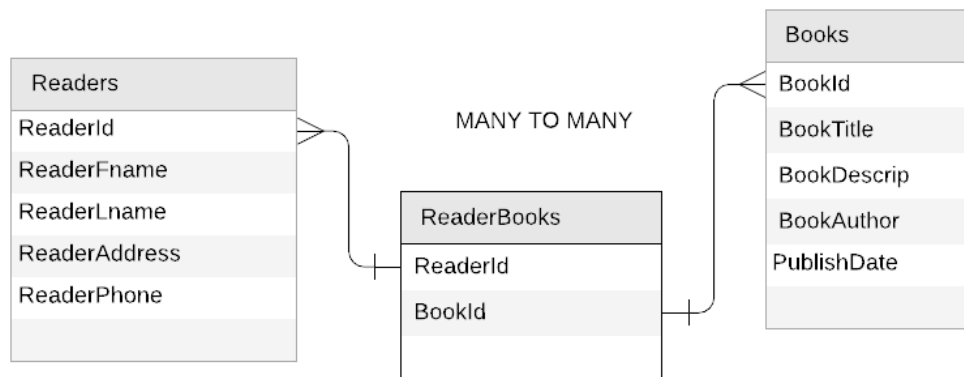 Readers
ReaderId
ReaderFname
ReaderLname
ReaderAddress
ReaderPhone
MANY TO MANY
ReaderBooks
ReaderId
BookId
Books
BookId
BookTitle
BookDescrip
BookAuthor
PublishDate